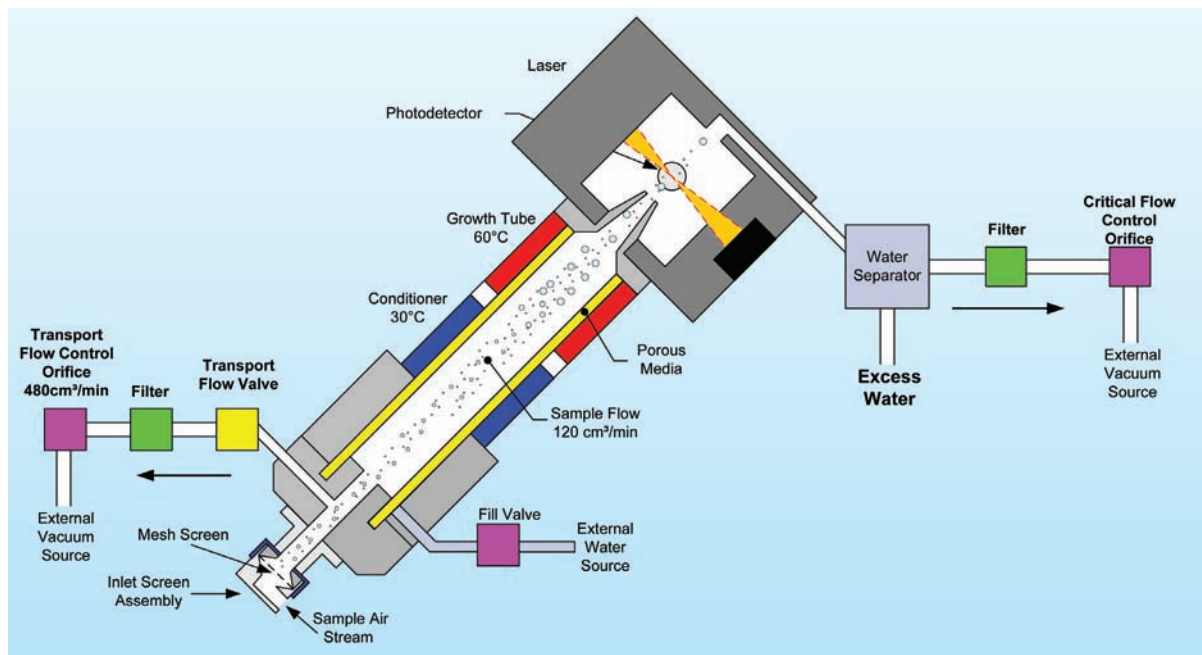 Laser
Photodetector
Growth Tube
60°C
Conditioner
30°C
Transport
Flow Control
Orifice
480cm³/min
Filter
Transport
Flow Valve
External
Vacuum
Source
Mesh Screen
Inlet Screen
Assembly
Sample Air
Stream
Fill Valve
External
Water
Source
Sample Flow
120 cm³/min
Porous
Media
Water
Separator
Excess
Water
Filter
Critical Flow
Control
Orifice
External
Vacuum
Source